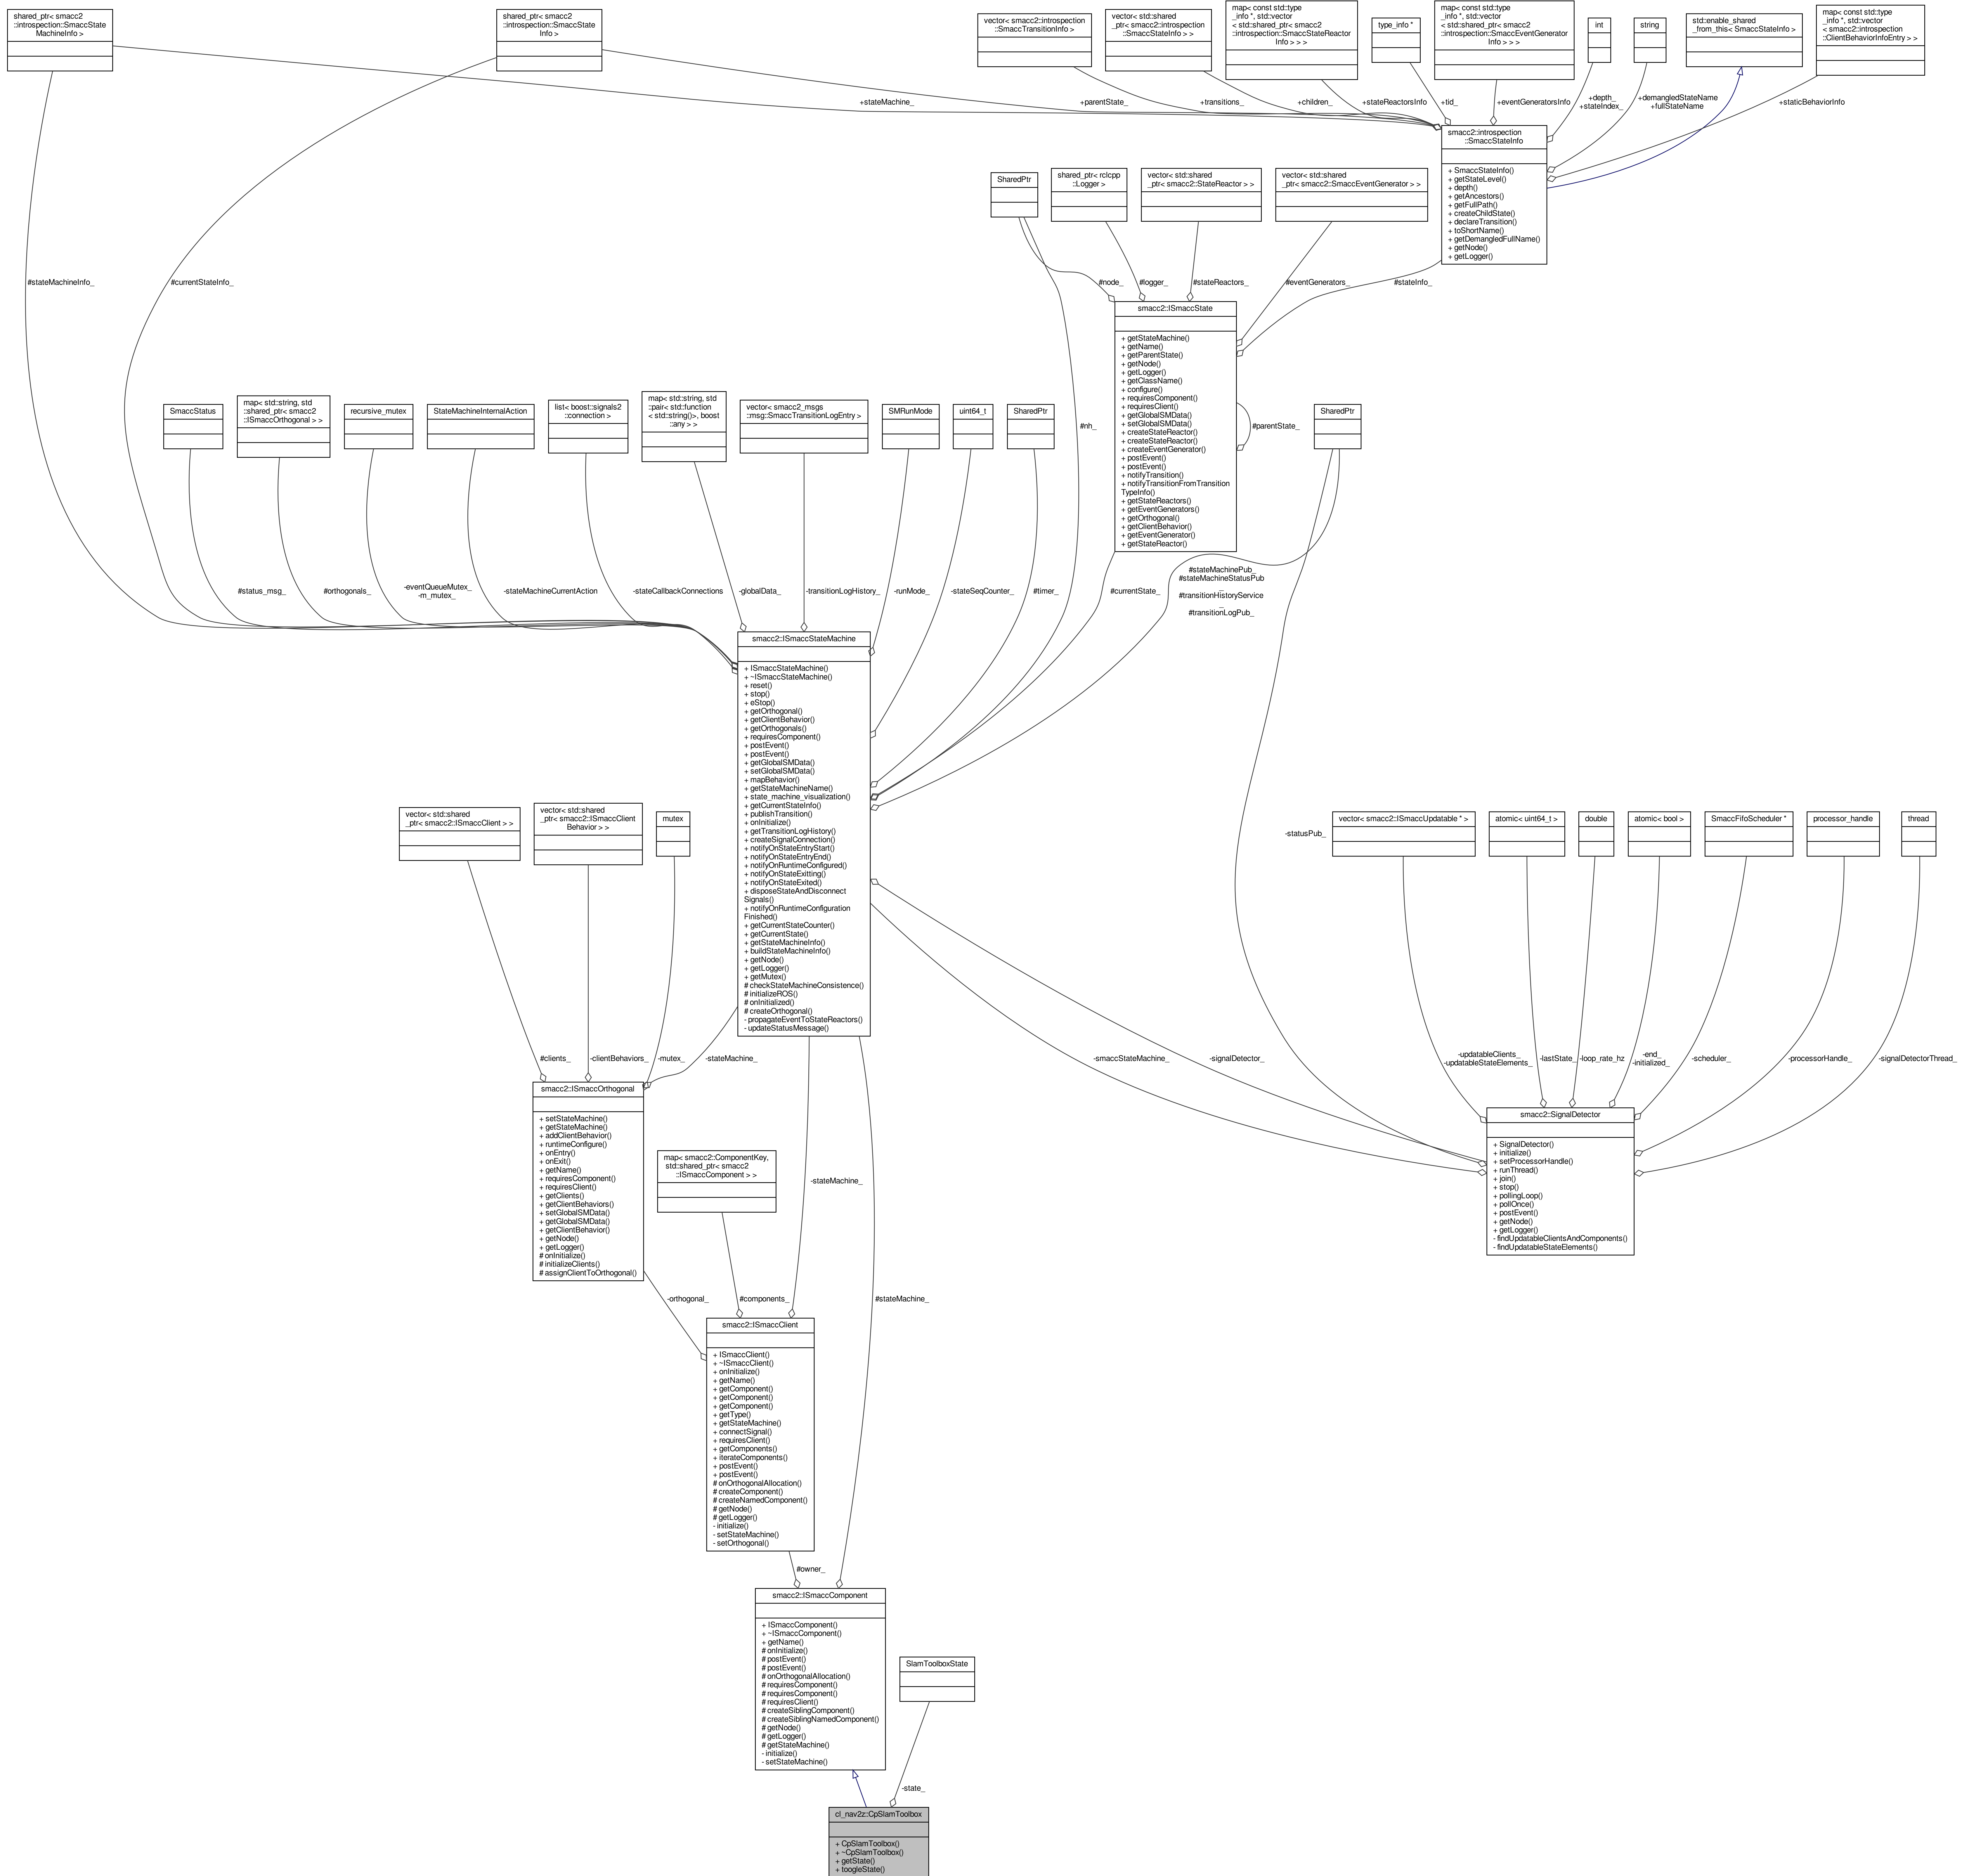 shared_ptr< smacc2
::introspection::SmaccState
MachineInfo >
shared_ptr< smacc2
::introspection::SmaccState
Info >
vector< smacc2::introspection
::SmaccTransitionInfo >
vector< std::shared
_ptr< smacc2::introspection
::SmaccStateInfo > >
map< const std::type
_info *, std::vector
< std::shared_ptr< smacc2
::introspection::SmaccStateReactor
Info > > >
type_info *
map< const std::type
_info *, std::vector
< std::shared_ptr< smacc2
::introspection::SmaccEventGenerator
Info > > >
int
string
std::enable_shared
_from_this< SmaccStateInfo >
map< const std::type
_info *, std::vector
< smacc2::introspection
::ClientBehaviorInfoEntry > >
+stateMachine_
+parentState_
+transitions_
+children_
+stateReactorsInfo
+tid_
+eventGeneratorsInfo
+depth_
+stateIndex_
+demangledStateName
+fullStateName
+staticBehaviorInfo
smacc2::introspection
::SmaccStateInfo
+ SmaccStateInfo()
+ getStateLevel()
+ depth()
+ getAncestors()
+ getFullPath()
+ createChildState()
+ declareTransition()
+ toShortName()
+ getDemangledFullName()
+ getNode()
+ getLogger()
SharedPtr
shared_ptr< rclcpp
::Logger >
vector< std::shared
_ptr< smacc2::StateReactor > >
vector< std::shared
_ptr< smacc2::SmaccEventGenerator > >
#stateMachineInfo_
#currentStateInfo_
#node_
#logger_
#stateReactors_
#eventGenerators_
#stateInfo_
smacc2::ISmaccState
+ getStateMachine()
+ getName()
+ getParentState()
+ getNode()
+ getLogger()
+ getClassName()
+ configure()
+ requiresComponent()
+ requiresClient()
+ getGlobalSMData()
+ setGlobalSMData()
+ createStateReactor()
+ createStateReactor()
+ createEventGenerator()
+ postEvent()
+ postEvent()
+ notifyTransition()
+ notifyTransitionFromTransition
TypeInfo()
+ getStateReactors()
+ getEventGenerators()
+ getOrthogonal()
+ getClientBehavior()
+ getEventGenerator()
+ getStateReactor()
#parentState_
#nh_
SmaccStatus
map< std::string, std
::shared_ptr< smacc2
::ISmaccOrthogonal > >
recursive_mutex
StateMachineInternalAction
list< boost::signals2
::connection >
map< std::string, std
::pair< std::function
< std::string()>, boost
::any > >
vector< smacc2_msgs
::msg::SmaccTransitionLogEntry >
SMRunMode
uint64_t
SharedPtr
SharedPtr
#status_msg_
#orthogonals_
-eventQueueMutex_
-m_mutex_
-stateMachineCurrentAction
-stateCallbackConnections
-globalData_
-transitionLogHistory_
-runMode_
-stateSeqCounter_
#timer_
#currentState_
#stateMachinePub_
#stateMachineStatusPub
_
#transitionHistoryService
_
#transitionLogPub_
smacc2::ISmaccStateMachine
+ ISmaccStateMachine()
+ ~ISmaccStateMachine()
+ reset()
+ stop()
+ eStop()
+ getOrthogonal()
+ getClientBehavior()
+ getOrthogonals()
+ requiresComponent()
+ postEvent()
+ postEvent()
+ getGlobalSMData()
+ setGlobalSMData()
+ mapBehavior()
+ getStateMachineName()
+ state_machine_visualization()
+ getCurrentStateInfo()
+ publishTransition()
+ onInitialize()
+ getTransitionLogHistory()
+ createSignalConnection()
+ notifyOnStateEntryStart()
+ notifyOnStateEntryEnd()
+ notifyOnRuntimeConfigured()
+ notifyOnStateExitting()
+ notifyOnStateExited()
+ disposeStateAndDisconnect
Signals()
+ notifyOnRuntimeConfiguration
Finished()
+ getCurrentStateCounter()
+ getCurrentState()
+ getStateMachineInfo()
+ buildStateMachineInfo()
+ getNode()
+ getLogger()
+ getMutex()
# checkStateMachineConsistence()
# initializeROS()
# onInitialized()
# createOrthogonal()
- propagateEventToStateReactors()
- updateStatusMessage()
vector< std::shared
_ptr< smacc2::ISmaccClient > >
vector< std::shared
_ptr< smacc2::ISmaccClient
Behavior > >
mutex
-statusPub_
vector< smacc2::ISmaccUpdatable * >
atomic< uint64_t >
double
atomic< bool >
SmaccFifoScheduler *
processor_handle
thread
#clients_
-clientBehaviors_
-mutex_
-stateMachine_
-smaccStateMachine_
-signalDetector_
-updatableClients_
-updatableStateElements_
-lastState_
-loop_rate_hz
-end_
-initialized_
-scheduler_
-processorHandle_
-signalDetectorThread_
smacc2::ISmaccOrthogonal
+ setStateMachine()
+ getStateMachine()
+ addClientBehavior()
+ runtimeConfigure()
+ onEntry()
+ onExit()
+ getName()
+ requiresComponent()
+ requiresClient()
+ getClients()
+ getClientBehaviors()
+ setGlobalSMData()
+ getGlobalSMData()
+ getClientBehavior()
+ getNode()
+ getLogger()
# onInitialize()
# initializeClients()
# assignClientToOrthogonal()
smacc2::SignalDetector
+ SignalDetector()
+ initialize()
+ setProcessorHandle()
+ runThread()
+ join()
+ stop()
+ pollingLoop()
+ pollOnce()
+ postEvent()
+ getNode()
+ getLogger()
- findUpdatableClientsAndComponents()
- findUpdatableStateElements()
map< smacc2::ComponentKey,
std::shared_ptr< smacc2
::ISmaccComponent > >
-stateMachine_
-orthogonal_
#components_
#stateMachine_
smacc2::ISmaccClient
+ ISmaccClient()
+ ~ISmaccClient()
+ onInitialize()
+ getName()
+ getComponent()
+ getComponent()
+ getComponent()
+ getType()
+ getStateMachine()
+ connectSignal()
+ requiresClient()
+ getComponents()
+ iterateComponents()
+ postEvent()
+ postEvent()
# onOrthogonalAllocation()
# createComponent()
# createNamedComponent()
# getNode()
# getLogger()
- initialize()
- setStateMachine()
- setOrthogonal()
#owner_
smacc2::ISmaccComponent
+ ISmaccComponent()
+ ~ISmaccComponent()
+ getName()
# onInitialize()
# postEvent()
# postEvent()
# onOrthogonalAllocation()
# requiresComponent()
# requiresComponent()
# requiresClient()
# createSiblingComponent()
# createSiblingNamedComponent()
# getNode()
# getLogger()
# getStateMachine()
- initialize()
- setStateMachine()
SlamToolboxState
-state_
cl_nav2z::CpSlamToolbox
+ CpSlamToolbox()
+ ~CpSlamToolbox()
+ getState()
+ toogleState()